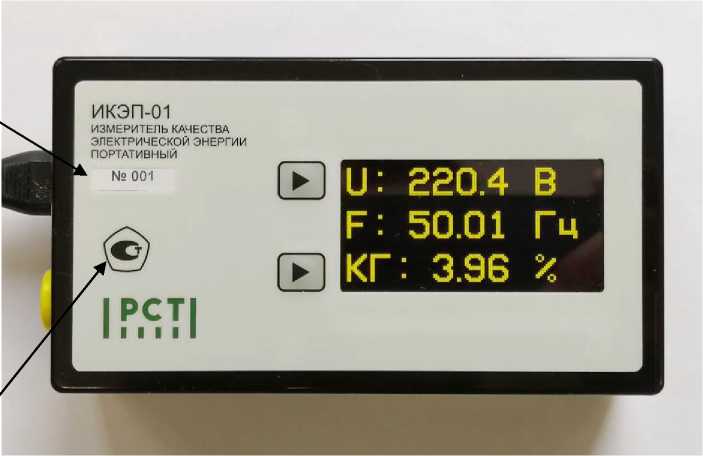 ИКЭП-01
ИЗМЕРИТЕЛЬ КАЧЕСТВА
ЭЛЕКТРИЧЕСКОЙ ЭНЕРГИИ
ПОРТАТИВНЫЙ
№ 001
РСТ
U: 220.4 В
F: 50.01 Гц
КГ: 3.96 %